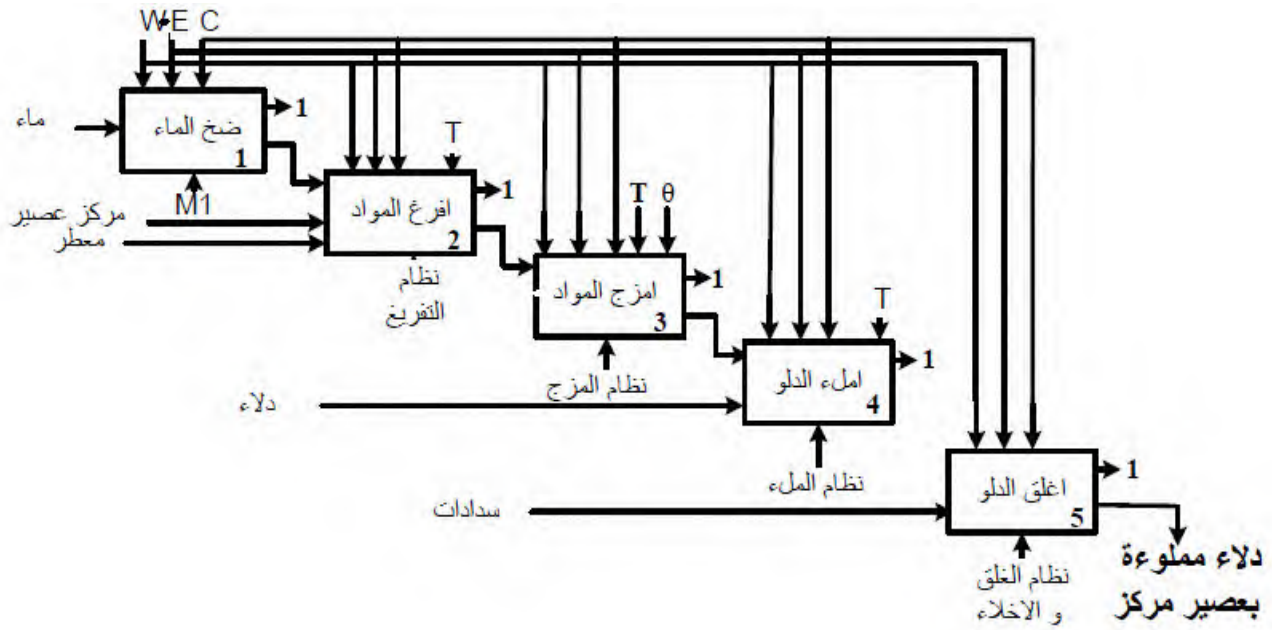 W E C
ماء
ضخ الماء
1
1
M1
مركز عصير
معطر
T
افرغ المواد
2
1
نظام
التفريغ
T θ
امزج المواد
3
1
نظام المزج
T
دلاء
املء الدلو
4
1
نظام الملء
سدادات
اغلق الدلو
5
1
نظام الغلق
و الاخلاء
دلاء مملوءة
بعصير مركز